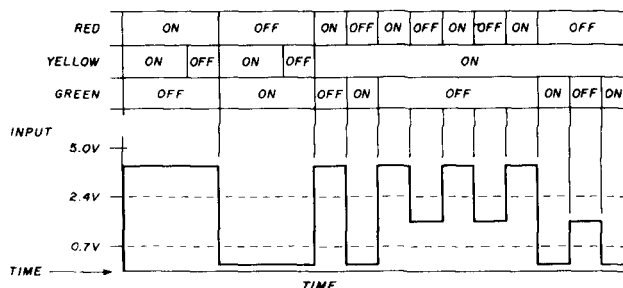 RED ON OFF ON OFF ON OFF ON OFF ON OFF
YELLOW ON OFF ON OFF ON
GREEN OFF ON OFF ON OFF ON OFF ON
INPUT
5.0V
2.4V
0.7V
TIME
TIME